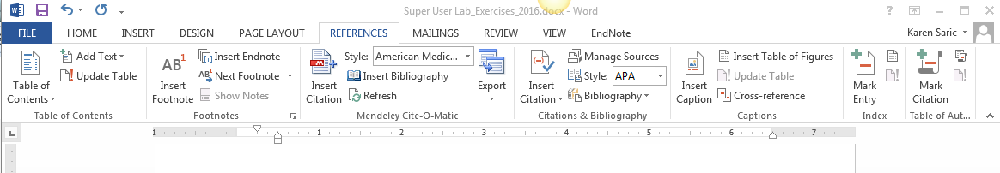 Super User Lab_Exercises_2016.docx - Word
FILE HOME INSERT DESIGN PAGE LAYOUT REFERENCES MAILINGS REVIEW VIEW EndNote Karen Saric
Table of Contents
Add Text
Update Table
Table of Contents
AB1
Insert Footnote
Insert Endnote
AB1 Next Footnote
Show Notes
Footnotes
Insert Citation
Style: American Medic...
Insert Bibliography
Refresh
Export
Mendeley Cite-O-Matic
Insert Citation
Manage Sources
Style: APA
Bibliography
Citations & Bibliography
Insert Caption
Insert Table of Figures
Update Table
Cross-reference
Captions
Mark Entry
Index
Mark Citation
Table of Aut...
L 1 1 2 3 4 5 6 7